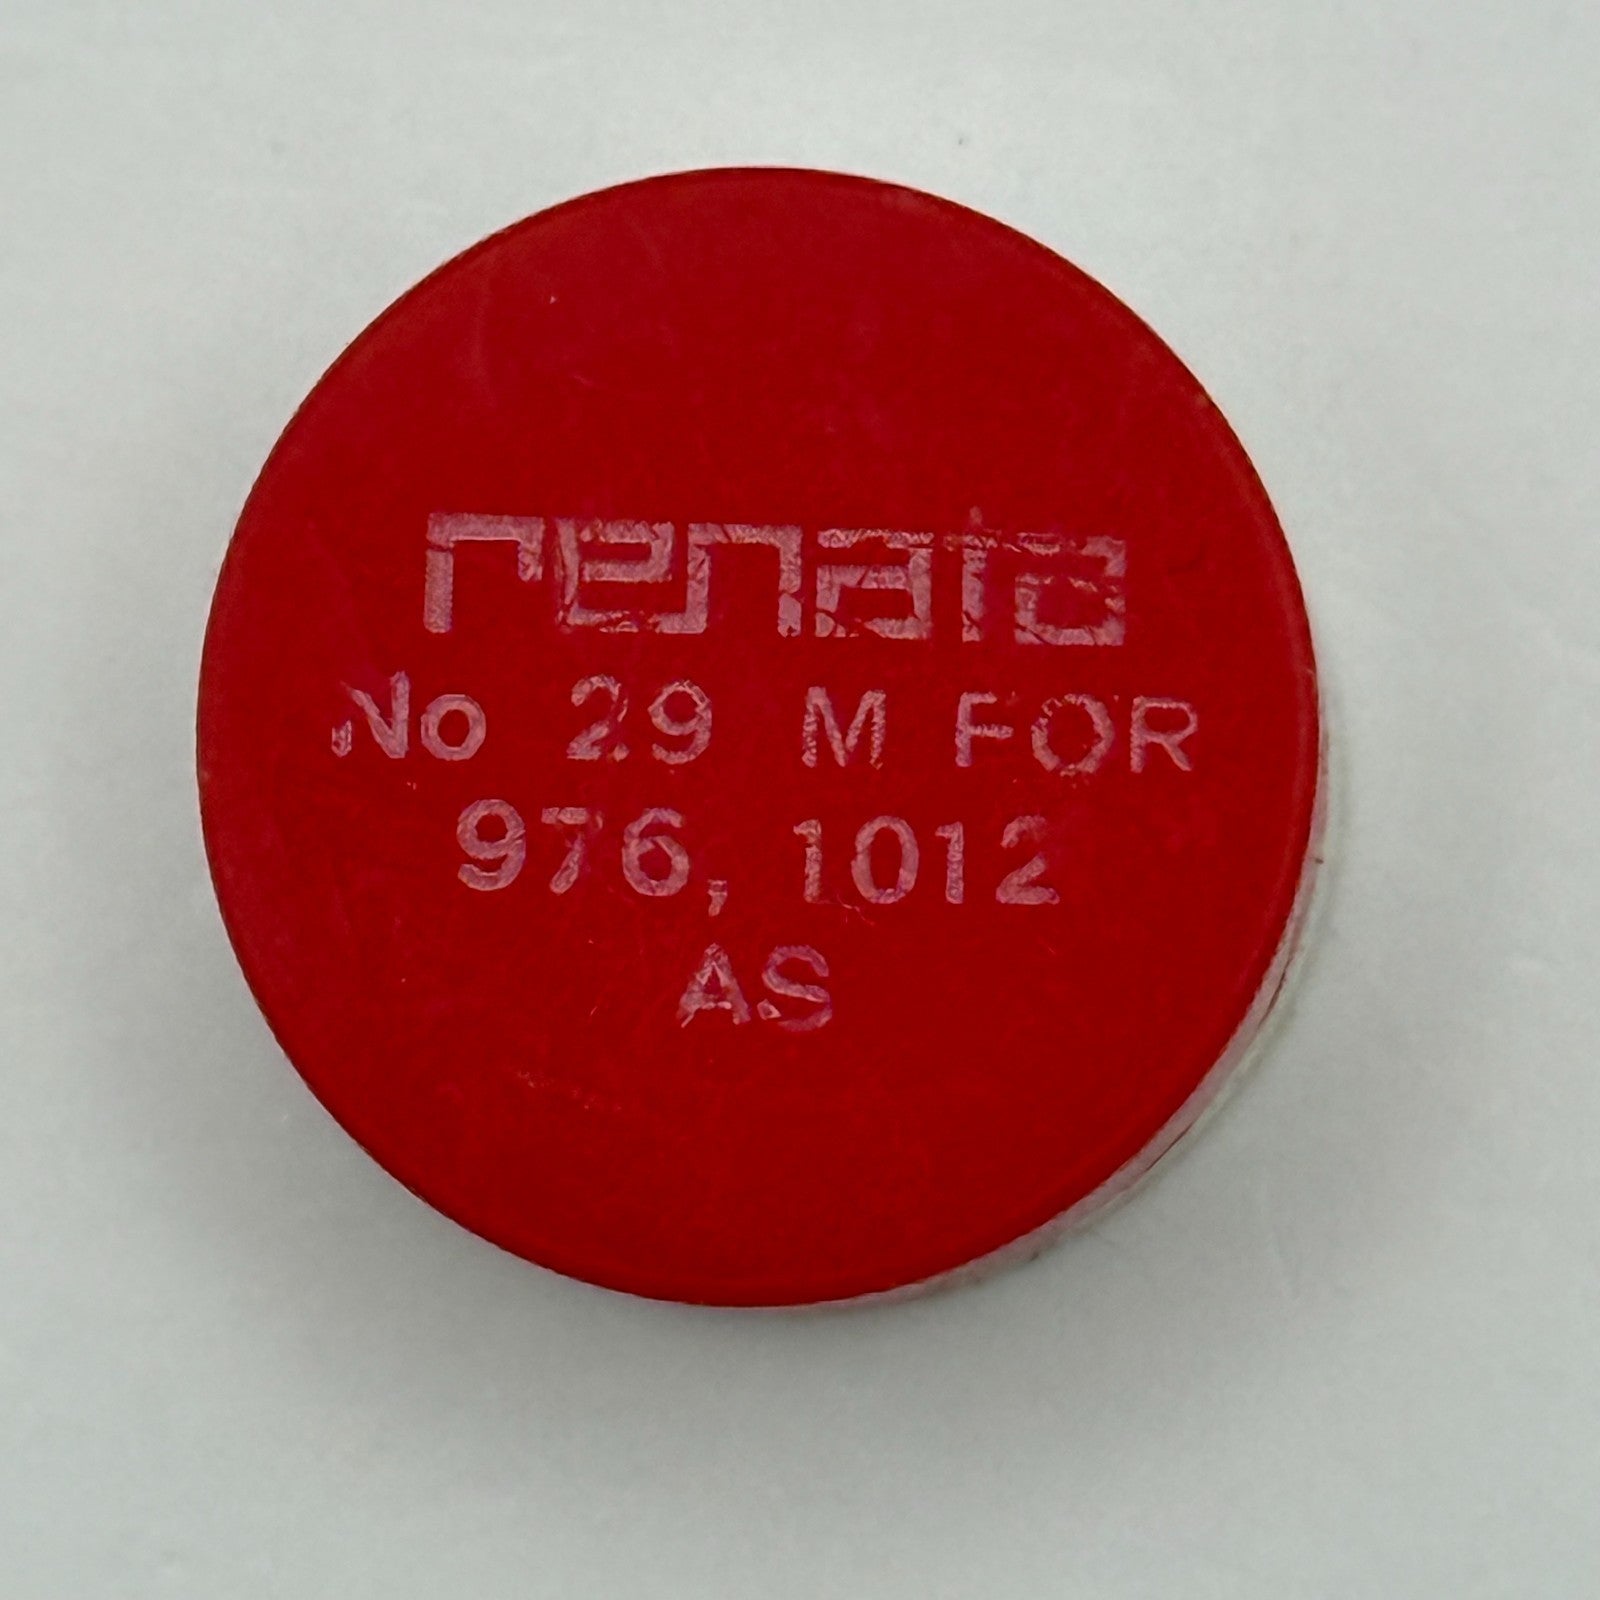 renata
No 29 M FOR
976, 1012
AS